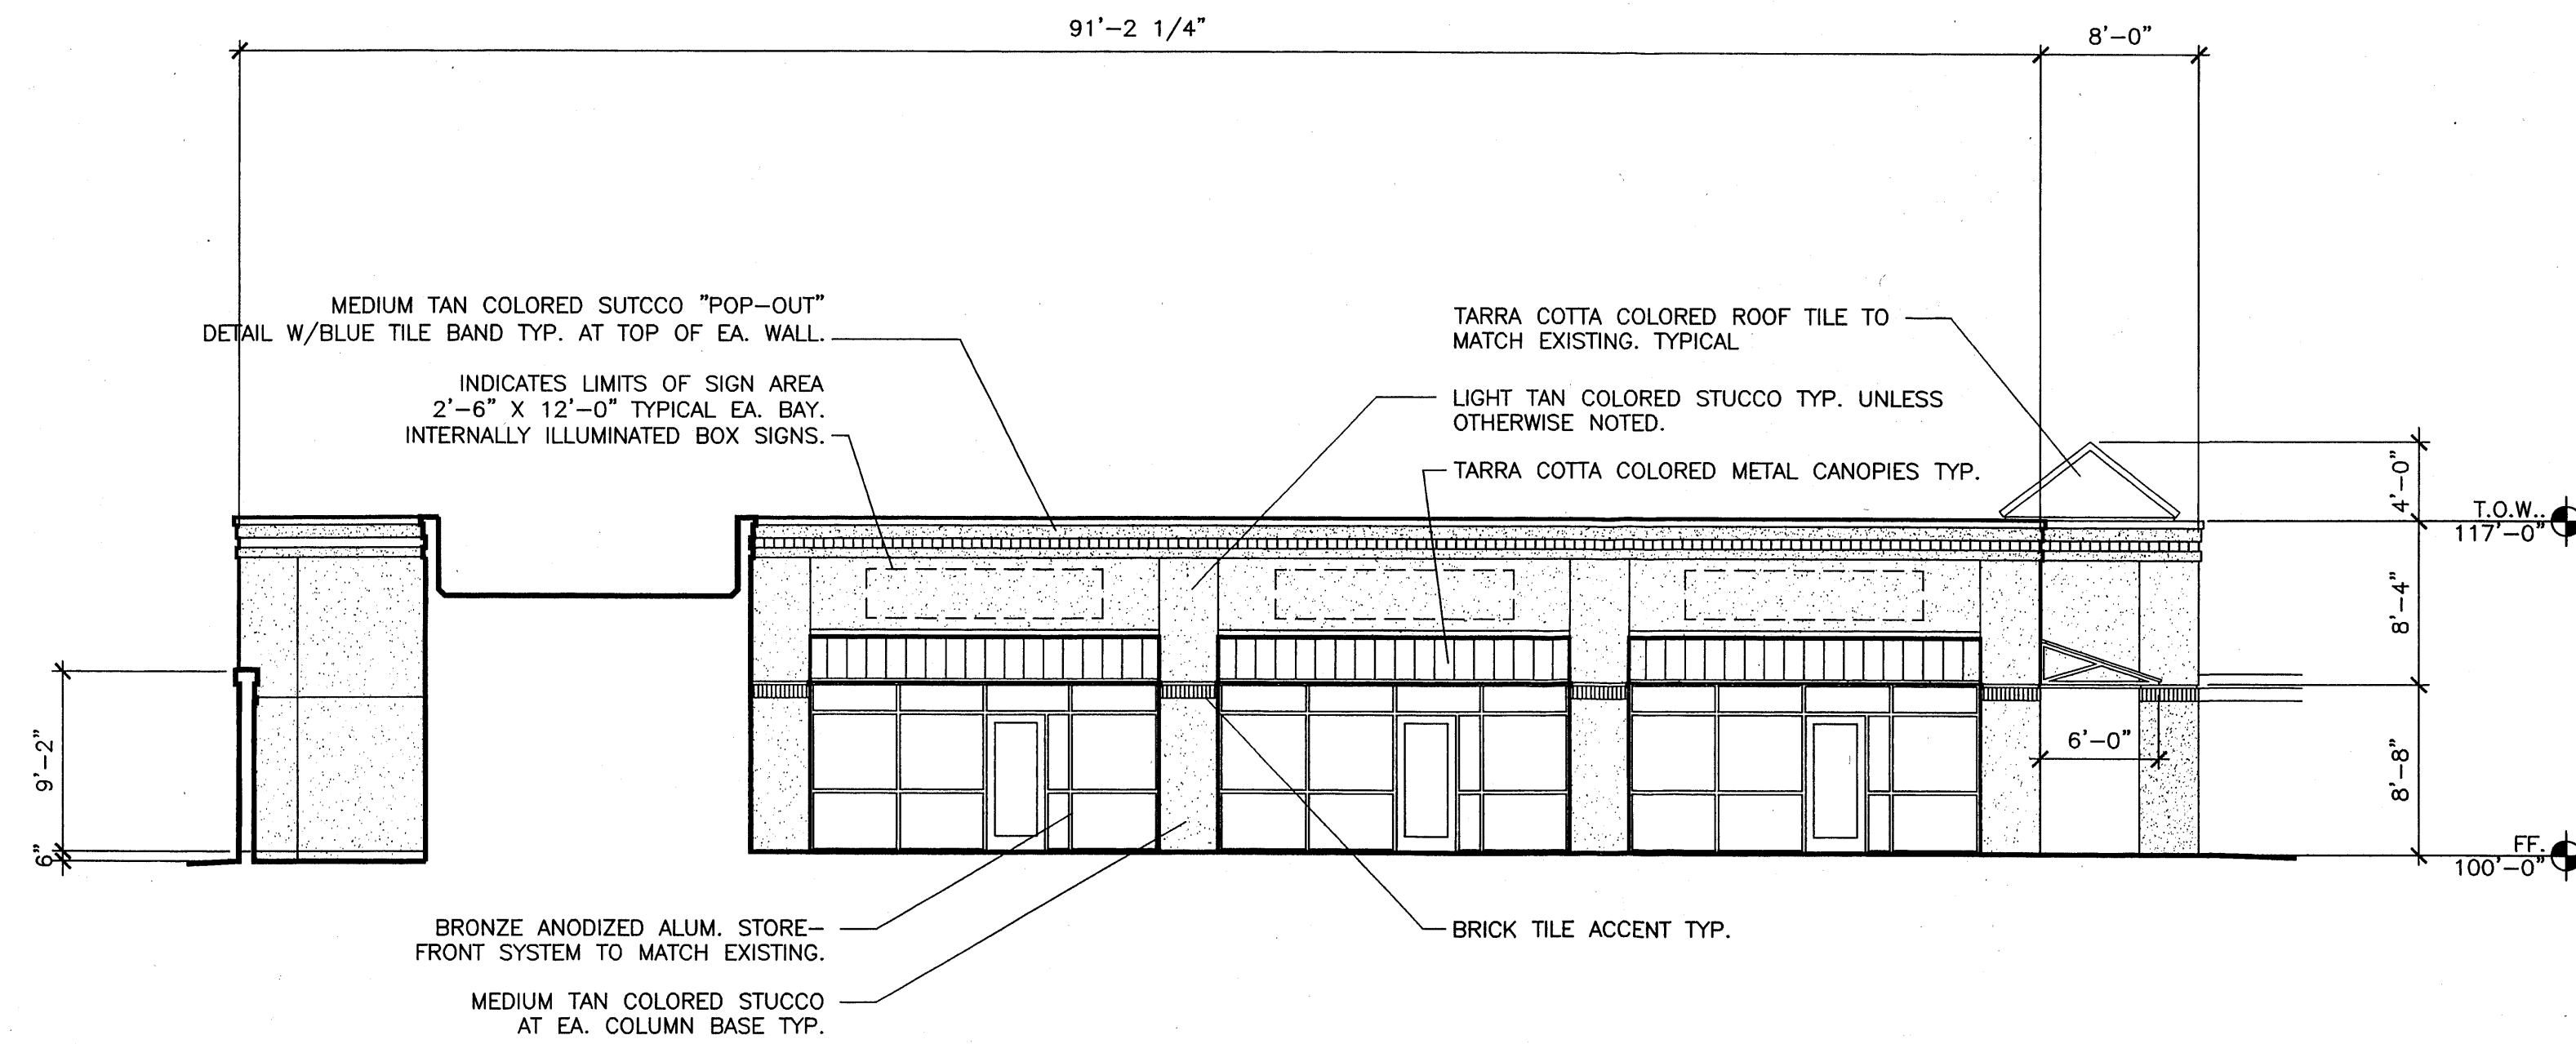 91'-2 1/4"
8'-0"
MEDIUM TAN COLORED SUTCCO "POP-OUT"
DETAIL W/BLUE TILE BAND TYP. AT TOP OF EA. WALL.
INDICATES LIMITS OF SIGN AREA
2'-6" X 12'-0" TYPICAL EA. BAY.
INTERNALLY ILLUMINATED BOX SIGNS.
TARRA COTTA COLORED ROOF TILE TO
MATCH EXISTING. TYPICAL
LIGHT TAN COLORED STUCCO TYP. UNLESS
OTHERWISE NOTED.
TARRA COTTA COLORED METAL CANOPIES TYP.
4'-0"
T.O.W..
117'-0"
8'-4"
9'-2"
6'-0"
8'-8"
6"
FF.
100'-0"
BRONZE ANODIZED ALUM. STORE-
FRONT SYSTEM TO MATCH EXISTING.
BRICK TILE ACCENT TYP.
MEDIUM TAN COLORED STUCCO
AT EA. COLUMN BASE TYP.